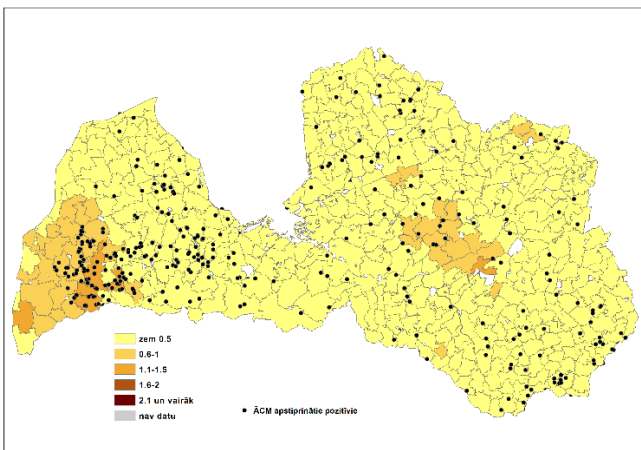 zem 0.5
0.6-1
1.1-1.5
1.6-2
2.1 un vairāk
nav datu
ĀCM apstiprinātie pozitīvie